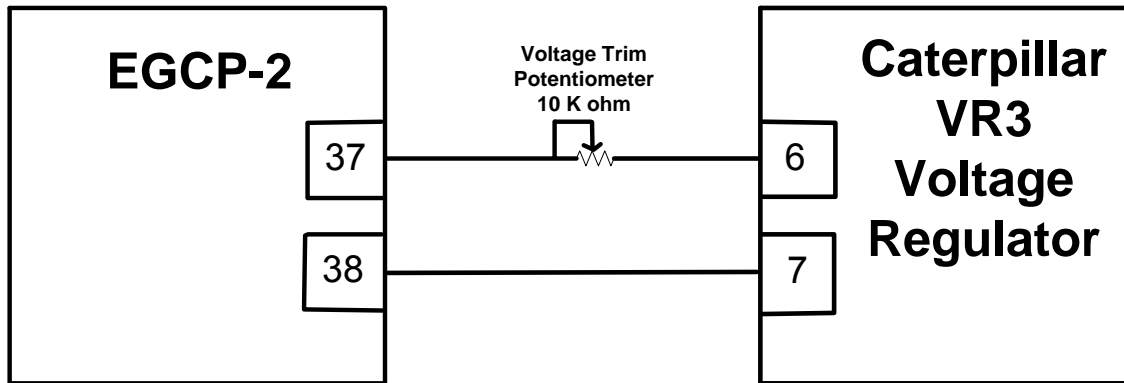 EGCP-2
37
38
Voltage Trim
Potentiometer
10 K ohm
Caterpillar
VR3
Voltage
Regulator
6
7